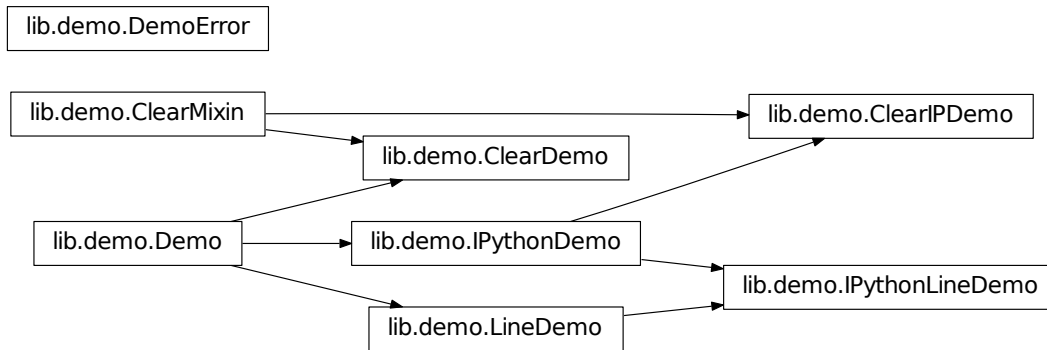 lib.demo.DemoError
lib.demo.ClearMixin
lib.demo.ClearIPDemo
lib.demo.ClearDemo
lib.demo.Demo
lib.demo.IPythonDemo
lib.demo.IPythonLineDemo
lib.demo.LineDemo